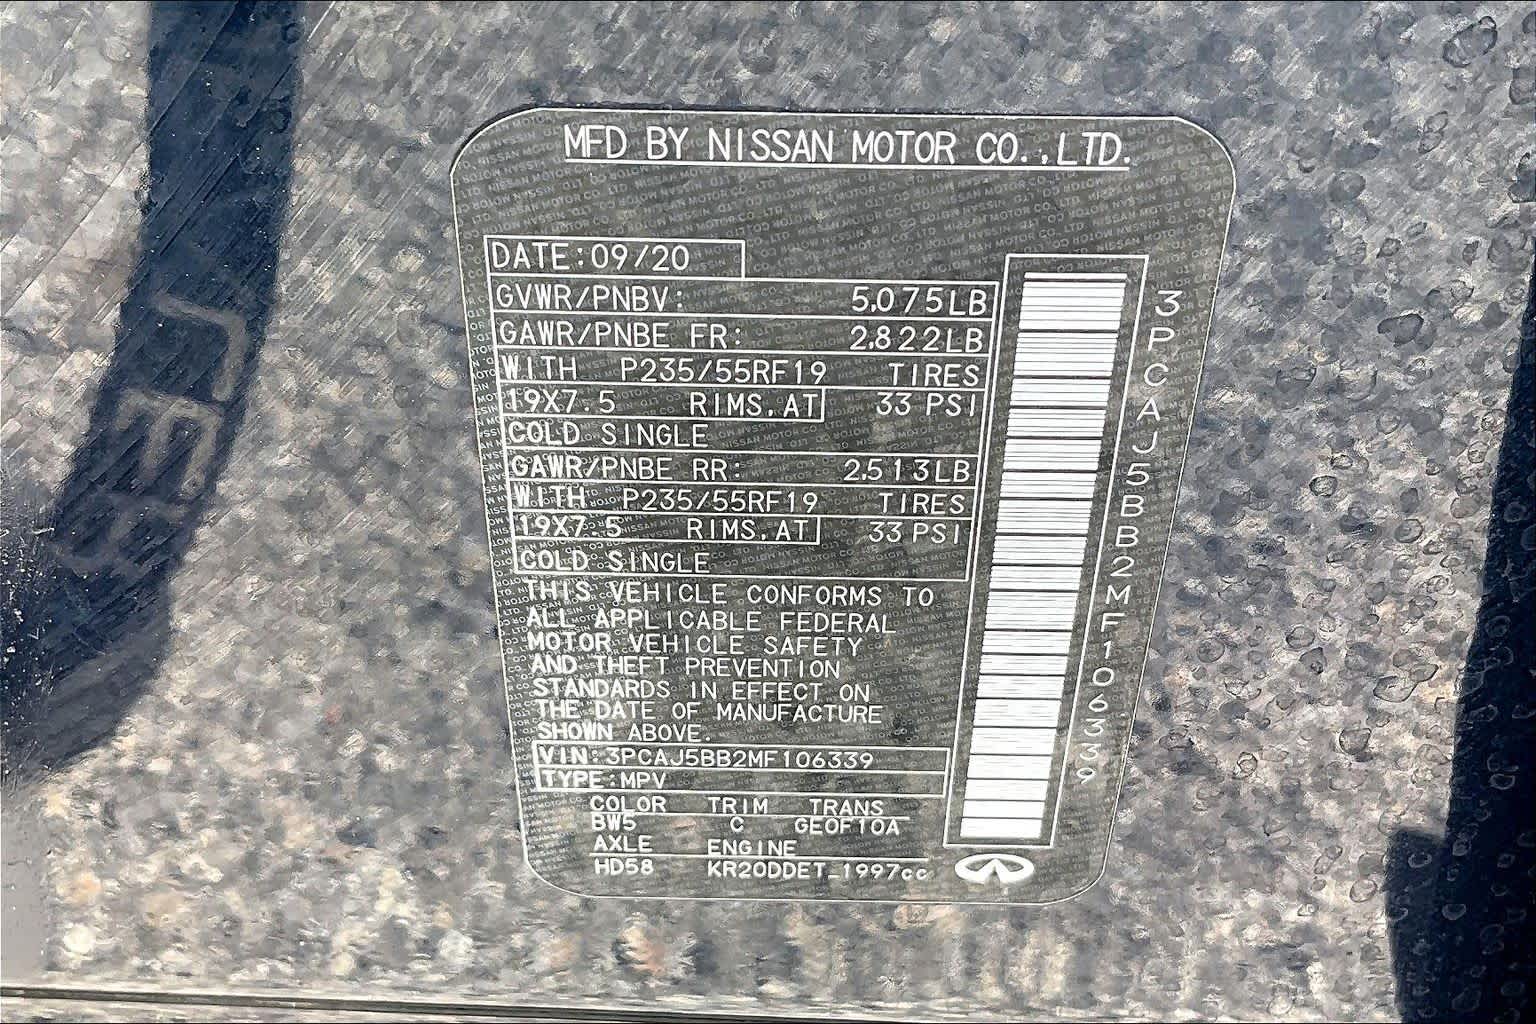 MFD BY NISSAN MOTOR CO.,LTD.
DATE:09/20
GVWR/PNBV: 5,075LB
GAWR/PNBE FR: 2,822LB
WITH P235/55RF19 TIRES
19X7.5 RIMS,AT 33 PSI
COLD SINGLE
GAWR/PNBE RR: 2,513LB
WITH P235/55RF19 TIRES
19X7.5 RIMS,AT 33 PSI
COLD SINGLE
THIS VEHICLE CONFORMS TO
ALL APPLICABLE FEDERAL
MOTOR VEHICLE SAFETY
AND THEFT PREVENTION
STANDARDS IN EFFECT ON
THE DATE OF MANUFACTURE
SHOWN ABOVE.
VIN:3PCAJ5BB2MF106339
TYPE:MPV
COLOR TRIM TRANS
BW5 C GE0F10A
AXLE ENGINE
HD58 KR20DDET_1997cc
3PCAJ5BB2MF106339